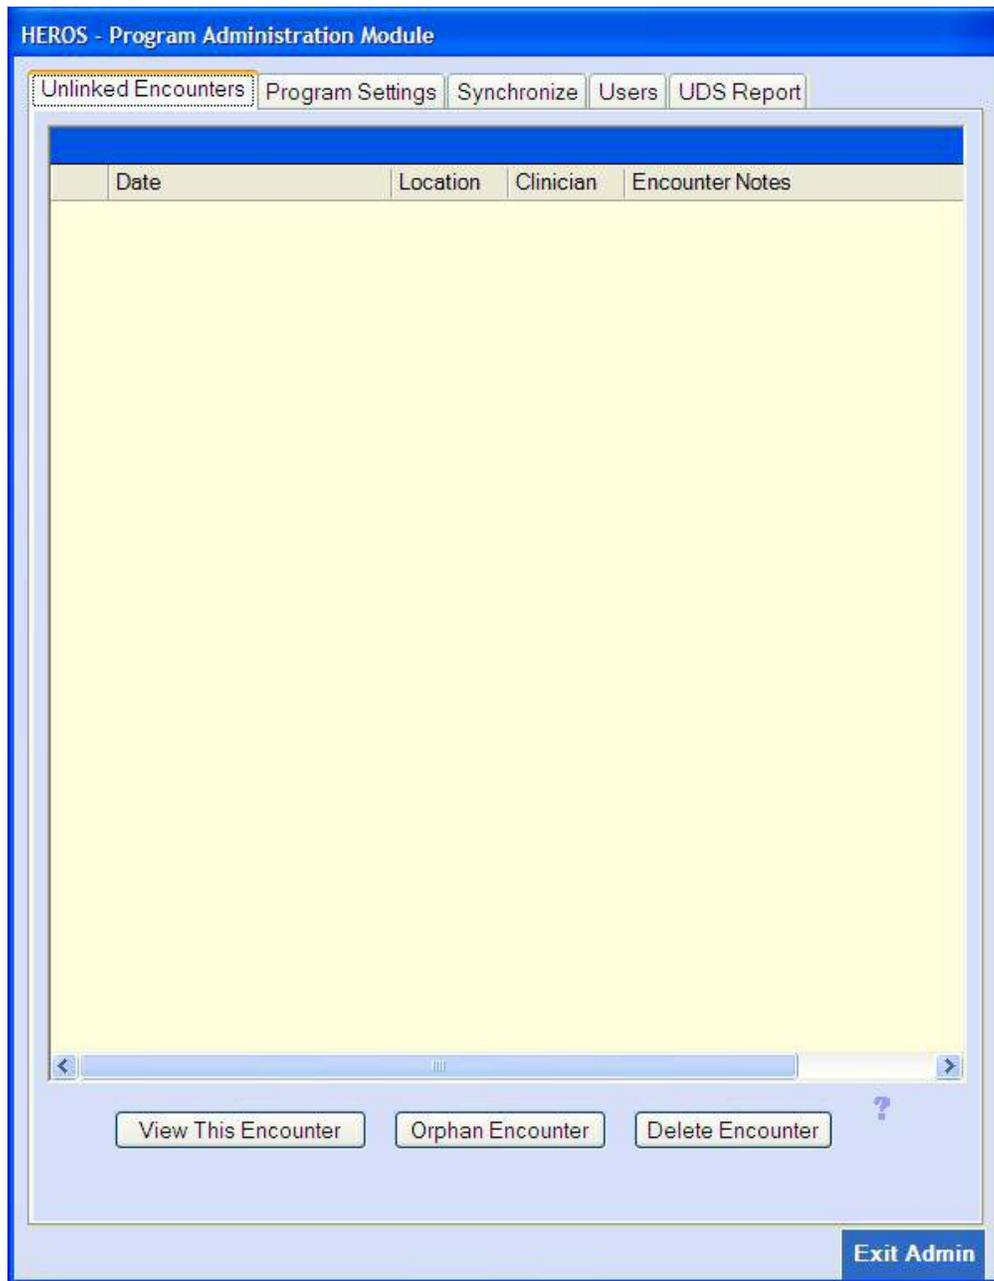 HEROS - Program Administration Module
Unlinked Encounters Program Settings Synchronize Users UDS Report
Date Location Clinician Encounter Notes
View This Encounter Orphan Encounter Delete Encounter ?
Exit Admin